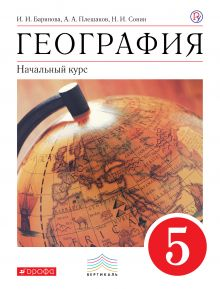 И. И. Баринова, А. А. Плешаков, Н. И. Сонин
ГЕОГРАФИЯ
Начальный курс
5
дрофа
ВЕРТИКАЛЬ